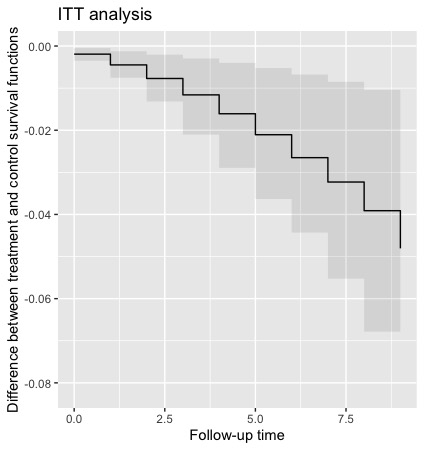 ITT analysis
Difference between treatment and control survival functions
0.00
-0.02
-0.04
-0.06
-0.08
0.0 2.5 5.0 7.5
Follow-up time